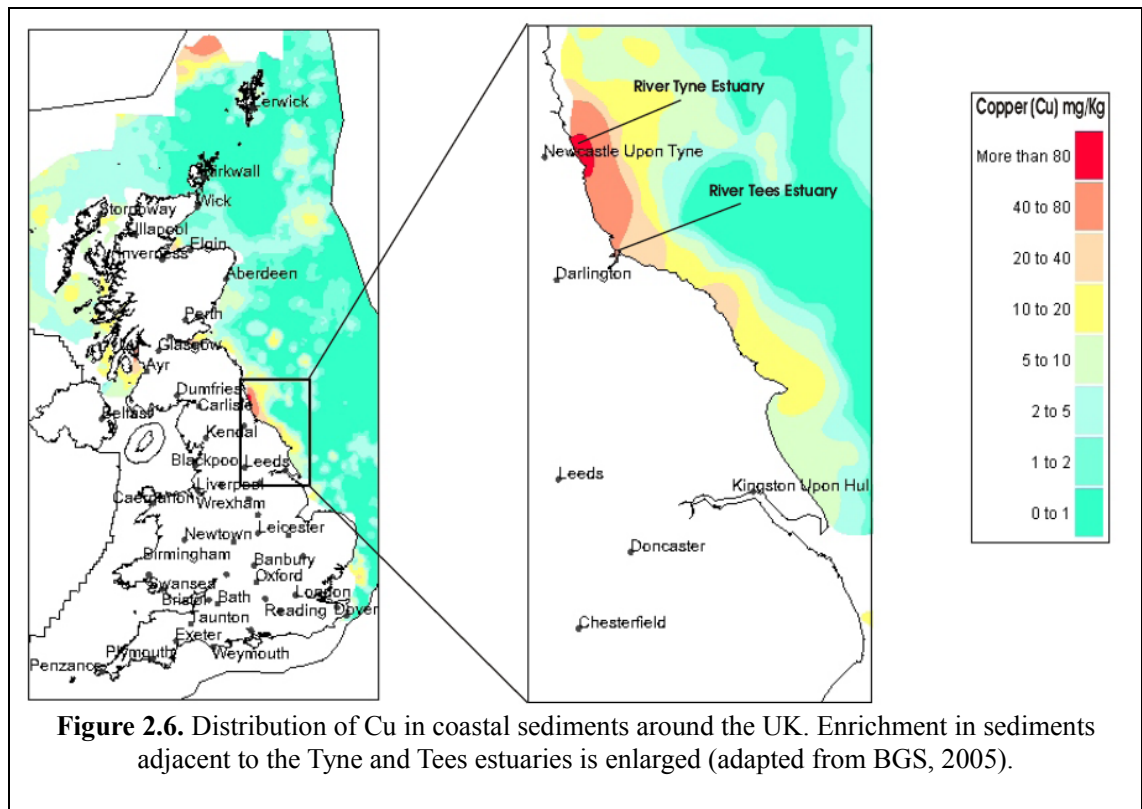 Lerwick
Kirkwall
Wick
Stornoway
Ullapool
Elgin
Inverness
Aberdeen
Perth
Glasgow
Ayr
Dumfries
Carlisle
Belfast
Kendal
Blackpool
Leeds
Liverpool
Caernarfon
Wrexham
Leicester
Newtown
Birmingham
Banbury
Oxford
Swansea
London
Bristol
Bath
Reading
Dover
Taunton
Exeter
Plymouth
Weymouth
Penzance
River Tyne Estuary
Newcastle Upon Tyne
River Tees Estuary
Darlington
Leeds
Kingston Upon Hul
Doncaster
Chesterfield
Copper (Cu) mg/Kg
More than 80
40 to 80
20 to 40
10 to 20
5 to 10
2 to 5
1 to 2
0 to 1
Figure 2.6. Distribution of Cu in coastal sediments around the UK. Enrichment in sediments
adjacent to the Tyne and Tees estuaries is enlarged (adapted from BGS, 2005).